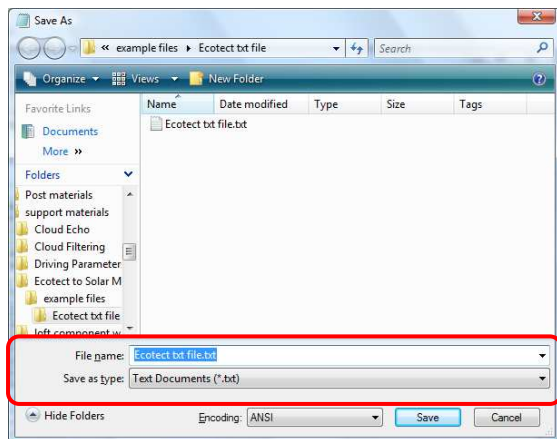 Save As
« example files ▸ Ecotect txt file
Search
Organize Views New Folder
Favorite Links
Documents
More »
Folders
Post materials
support materials
Cloud Echo
Cloud Filtering
Driving Parameter
Ecotect to Solar M
example files
Ecotect txt file
loft component w
Name Date modified Type Size Tags
Ecotect txt file.txt
File name: Ecotect txt file.txt
Save as type: Text Documents (*.txt)
Hide Folders Encoding: ANSI Save Cancel